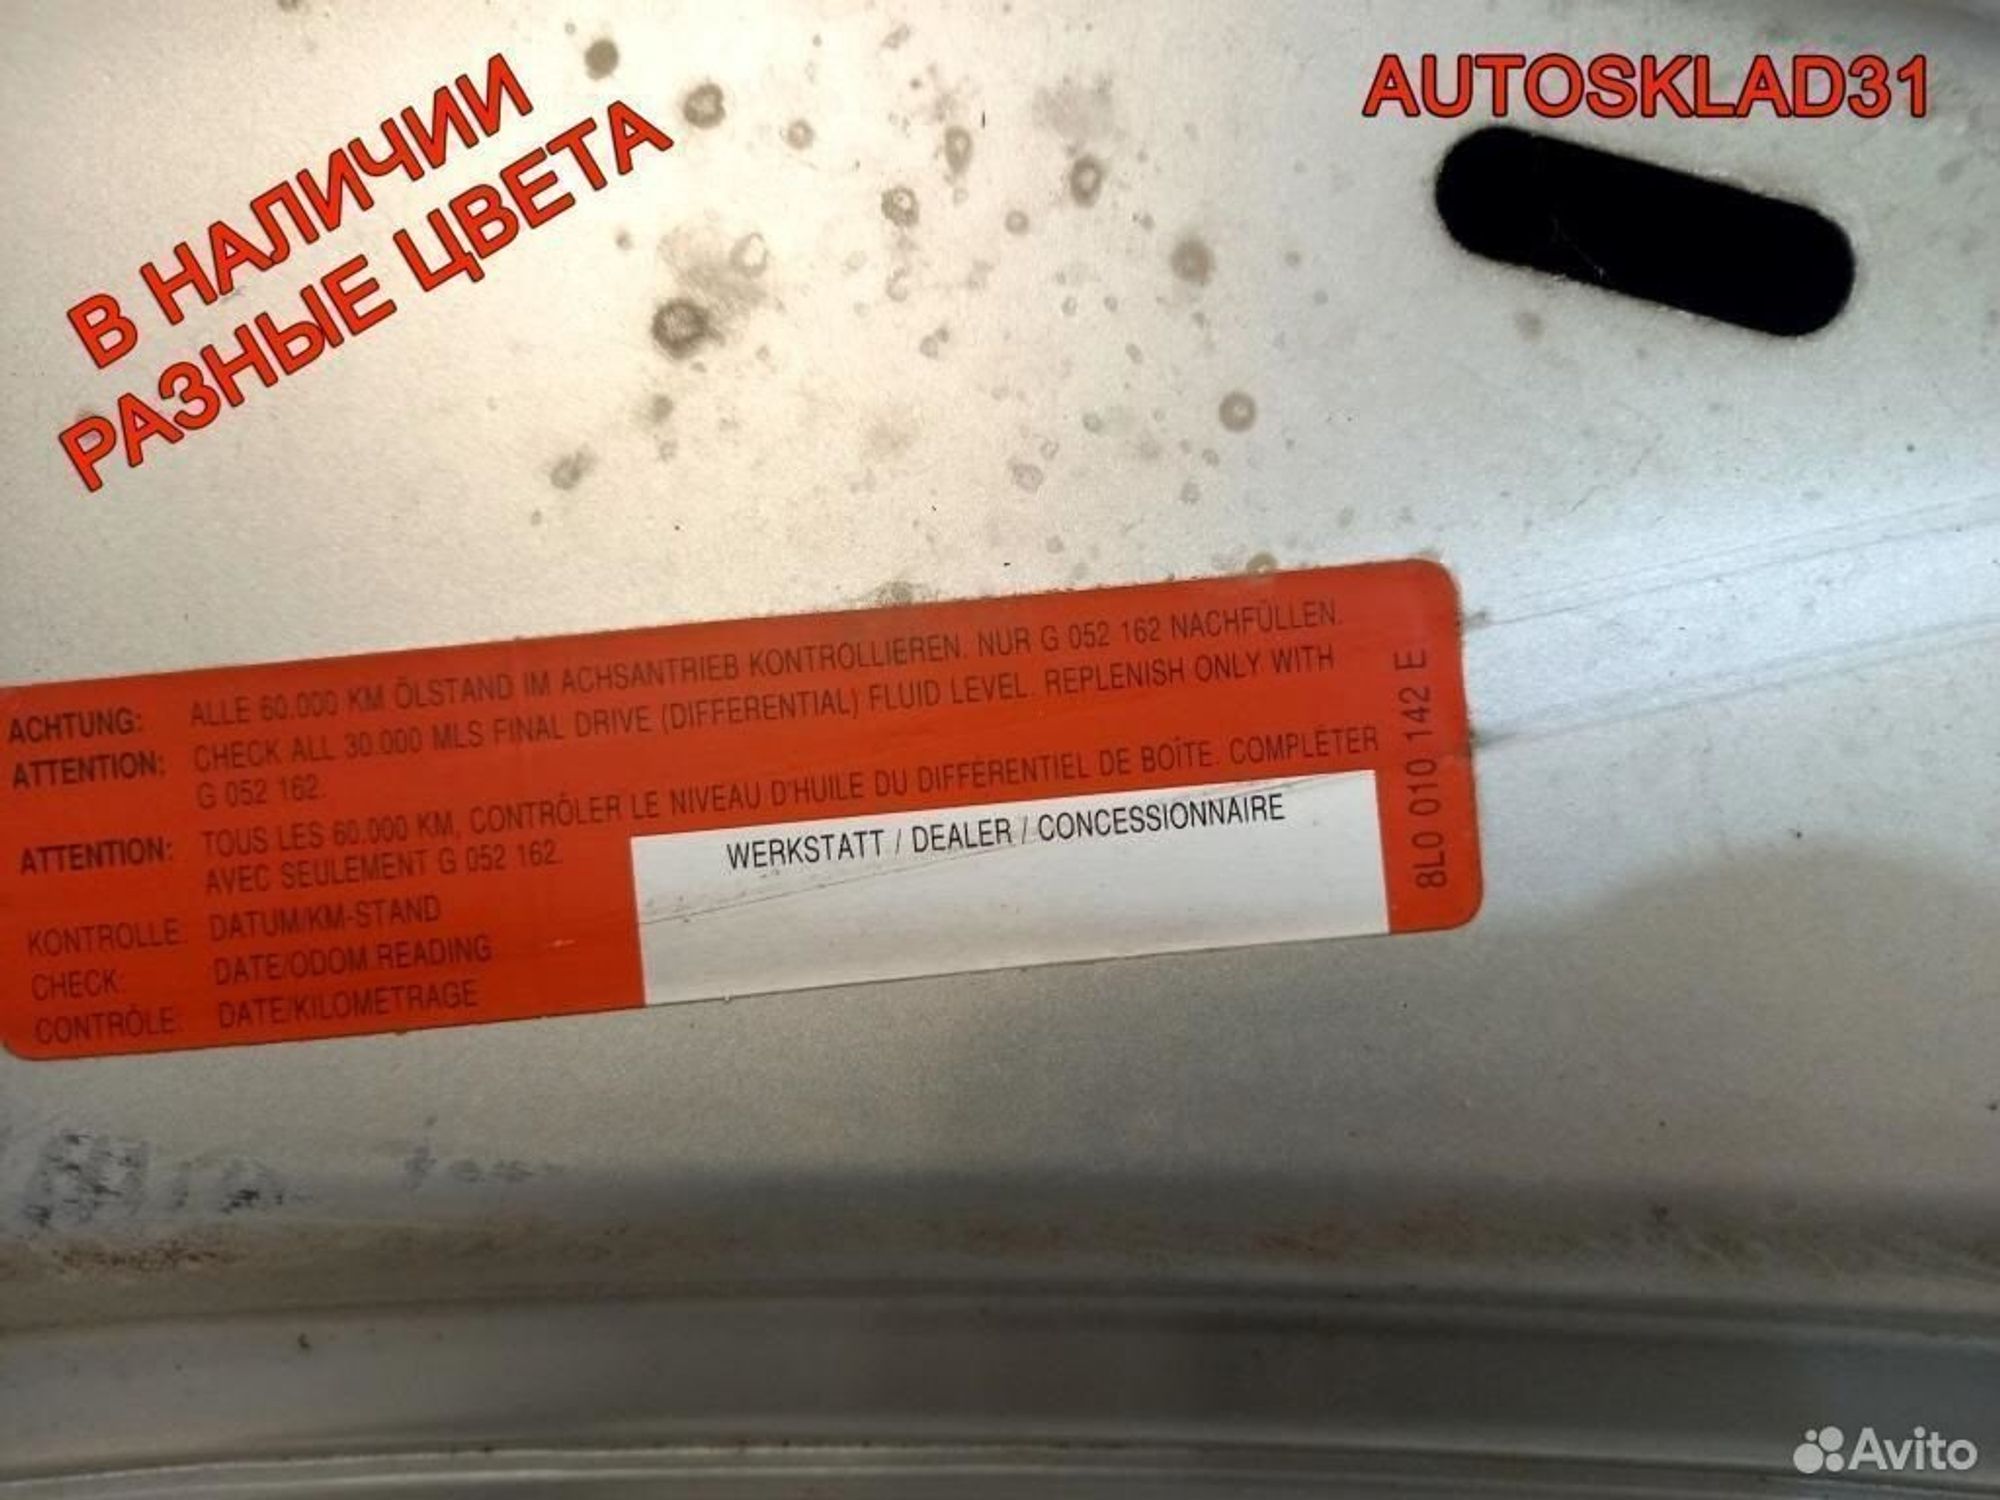 В НАЛИЧИИ
РАЗНЫЕ ЦВЕТА
AUTOSKLAD31
ACHTUNG: ALLE 60.000 KM ÖLSTAND IM ACHSANTRIEB KONTROLLIEREN. NUR G 052 162 NACHFÜLLEN.
ATTENTION: CHECK ALL 30.000 MLS FINAL DRIVE (DIFFERENTIAL) FLUID LEVEL. REPLENISH ONLY WITH
G 052 162.
ATTENTION: TOUS LES 60.000 KM, CONTRÔLER LE NIVEAU D'HUILE DU DIFFÉRENTIEL DE BOÎTE. COMPLÉTER
AVEC SEULEMENT G 052 162.
KONTROLLE: DATUM/KM-STAND
CHECK: DATE/ODOM.READING
CONTRÔLE: DATE/KILOMETRAGE
WERKSTATT / DEALER / CONCESSIONNAIRE
8L0 010 142 E
Avito